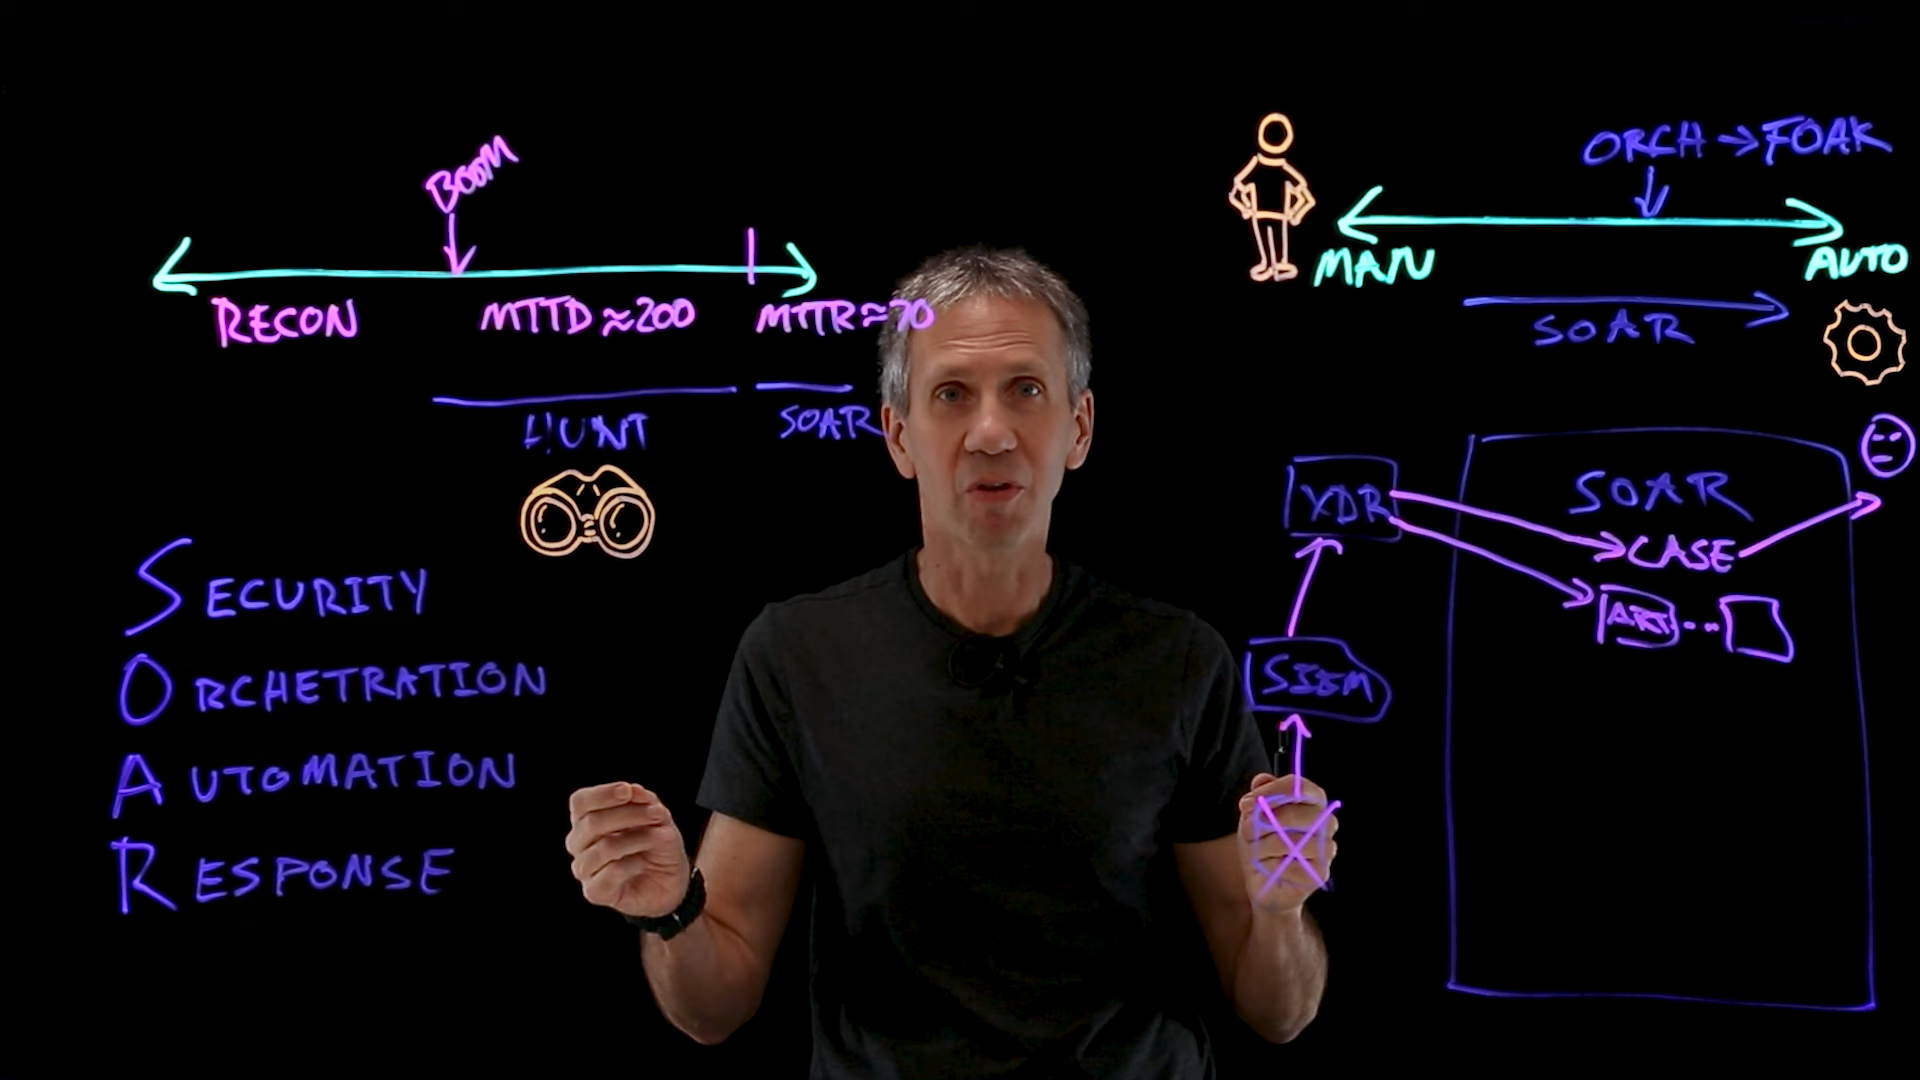 BOOM
RECON
MTTD≈200
MTTR≈70
HUNT
SOAR
SECURITY
ORCHETRATION
AUTOMATION
RESPONSE
ORCH → FOAK
MAN
AUTO
SOAR
XDR
SOAR
CASE
ART...
SIEM